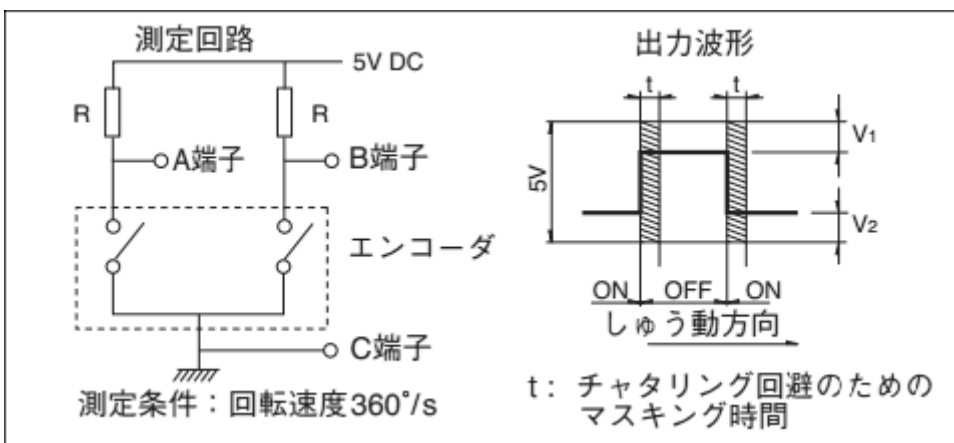 測定回路
5V DC
R
R
A端子
B端子
エンコーダ
C端子
測定条件：回転速度360˚/s
出力波形
t
t
V1
5V
V2
ON
OFF
ON
しゅう動方向
t： チャタリング回避のための
マスキング時間